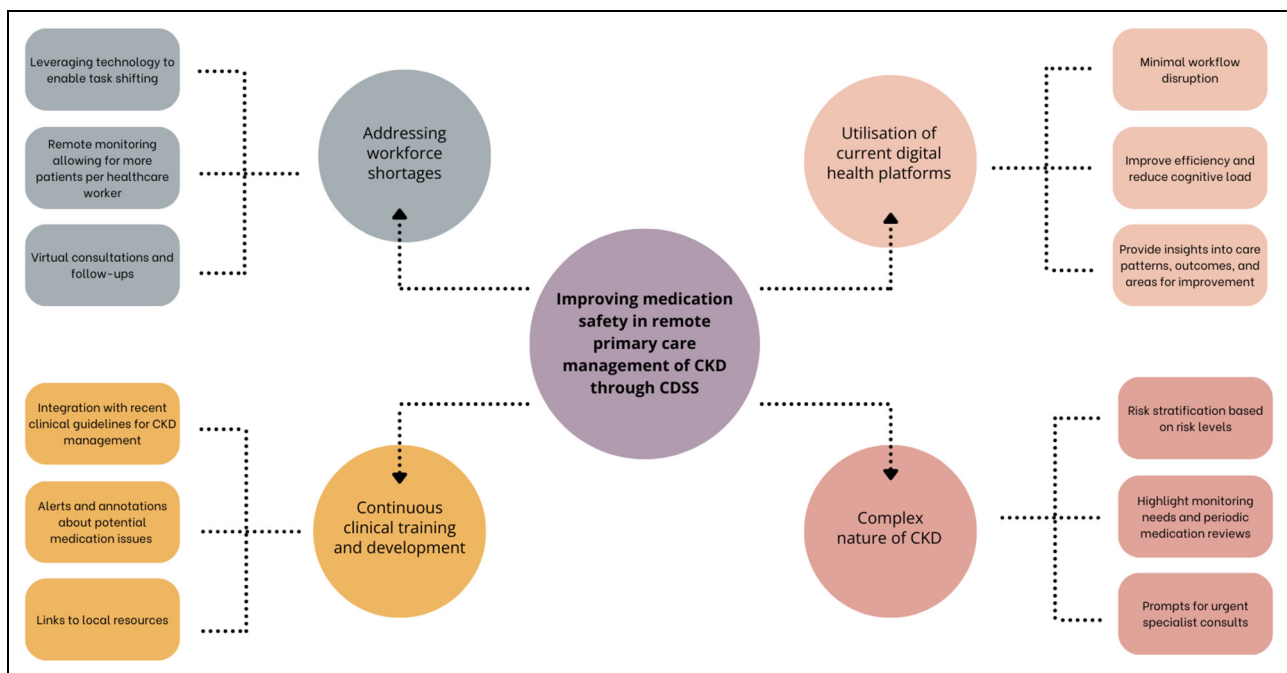 Leveraging technology to
enable task shifting
Remote monitoring
allowing for more
patients per healthcare
worker
Virtual consultations and
follow-ups
Addressing
workforce
shortages
Utilisation of
current digital
health platforms
Minimal workflow
disruption
Improve efficiency and
reduce cognitive load
Provide insights into care
patterns, outcomes, and
areas for improvement
Improving medication
safety in remote
primary care
management of CKD
through CDSS
Integration with recent
clinical guidelines for CKD
management
Alerts and annotations
about potential
medication issues
Links to local resources
Continuous
clinical training
and development
Complex
nature of CKD
Risk stratification based
on risk levels
Highlight monitoring
needs and periodic
medication reviews
Prompts for urgent
specialist consults